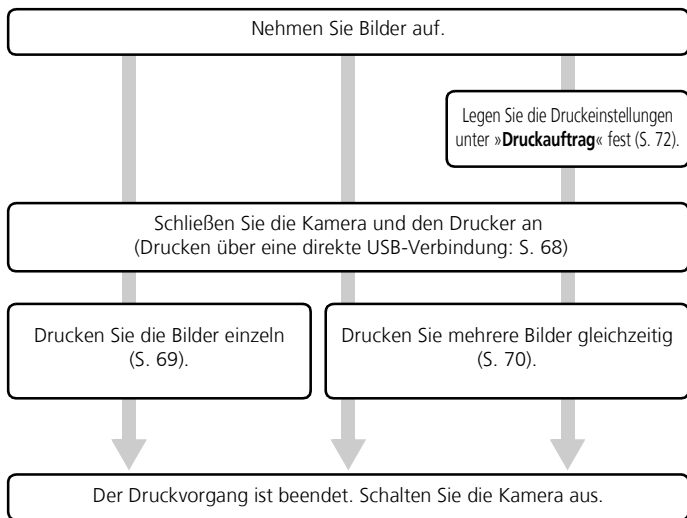 Nehmen Sie Bilder auf.
Legen Sie die Druckeinstellungen
unter »Druckauftrag« fest (S. 72).
Schließen Sie die Kamera und den Drucker an
(Drucken über eine direkte USB-Verbindung: S. 68)
Drucken Sie die Bilder einzeln
(S. 69).
Drucken Sie mehrere Bilder gleichzeitig
(S. 70).
Der Druckvorgang ist beendet. Schalten Sie die Kamera aus.